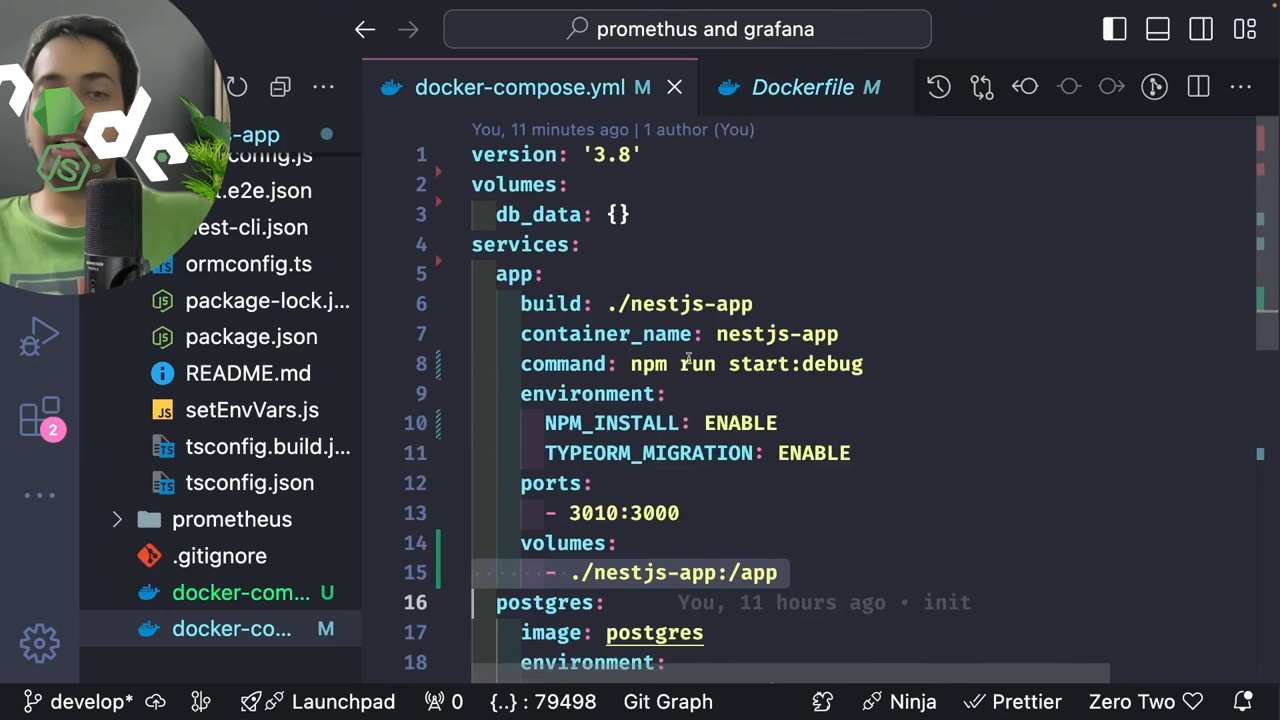 promethus and grafana
docker-compose.yml M
Dockerfile M
s-app
config.js
t.e2e.json
nest-cli.json
ormconfig.ts
package-lock.j...
package.json
README.md
setEnvVars.js
tsconfig.build.j...
tsconfig.json
prometheus
.gitignore
docker-com... U
docker-co... M
2
JS
You, 11 minutes ago | 1 author (You)
1 version: '3.8'
2 volumes:
3 db_data: {}
4 services:
5 app:
6 build: ./nestjs-app
7 container_name: nestjs-app
8 command: npm run start:debug
9 environment:
10 NPM_INSTALL: ENABLE
11 TYPEORM_MIGRATION: ENABLE
12 ports:
13 - 3010:3000
14 volumes:
15 - ./nestjs-app:/app
16 postgres: You, 11 hours ago • init
17 image: postgres
18 environment:
develop* Launchpad 0 {..} : 79498 Git Graph Ninja Prettier Zero Two